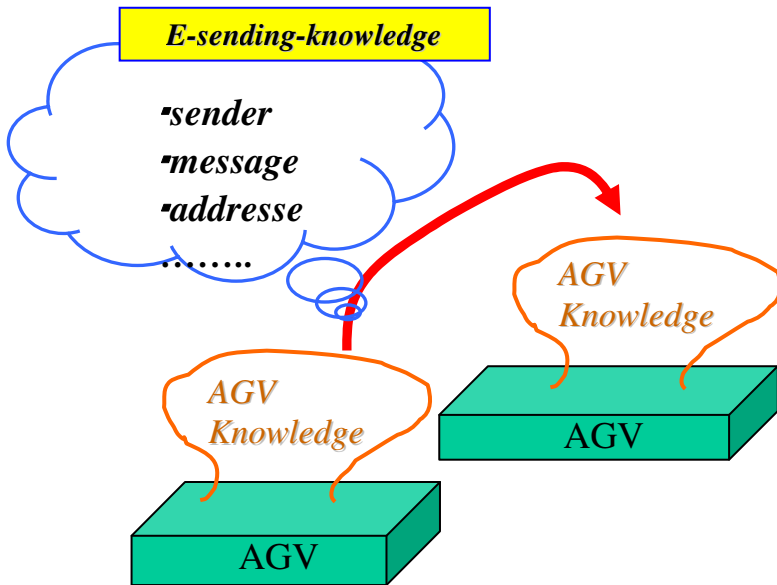 E-sending-knowledge
▪sender
▪message
▪addresse
……..
AGV
Knowledge
AGV
AGV
Knowledge
AGV